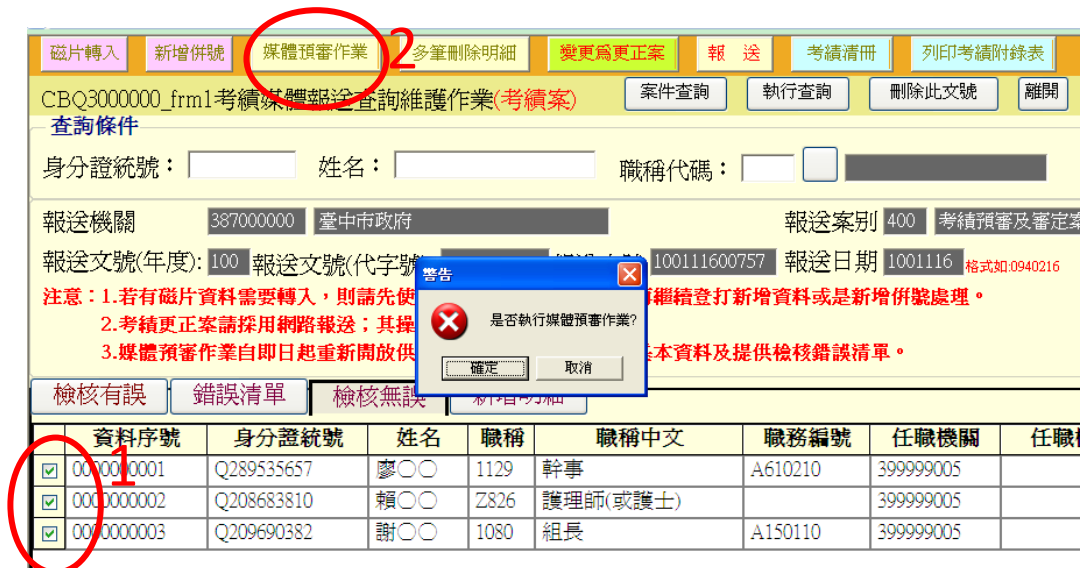 磁片轉入 新增併號 媒體預審作業 2 多筆刪除明細 變更為更正案 報 送 考績清冊 列印考績附錄表
CBQ3000000_frm1考績媒體報送查詢維護作業(考績案) 案件查詢 執行查詢 刪除此文號 離開
查詢條件
身分證統號： 姓名： 職稱代碼：
報送機關 387000000 臺中市政府 報送案別 400 考績預審及審定案
報送文號(年度): 100 報送文號(代字號) 100111600757 報送日期 1001116 格式如:0940216
注意：1.若有磁片資料需要轉入，則請先使 繼續登打新增資料或是新增併號處理。
2.考績更正案請採用網路報送；其操
3.媒體預審作業自即日起重新開放供 本資料及提供檢核錯誤清單。
警告
是否執行媒體預審作業?
確定 取消
檢核有誤 錯誤清單 檢核無誤 新增明細
資料序號 身分證統號 姓名 職稱 職稱中文 職務編號 任職機關 任職
1
0000000001 Q289535657 廖〇〇 1129 幹事 A610210 399999005
0000000002 Q208683810 賴〇〇 Z826 護理師(或護士) 399999005
0000000003 Q209690382 謝〇〇 1080 組長 A150110 399999005